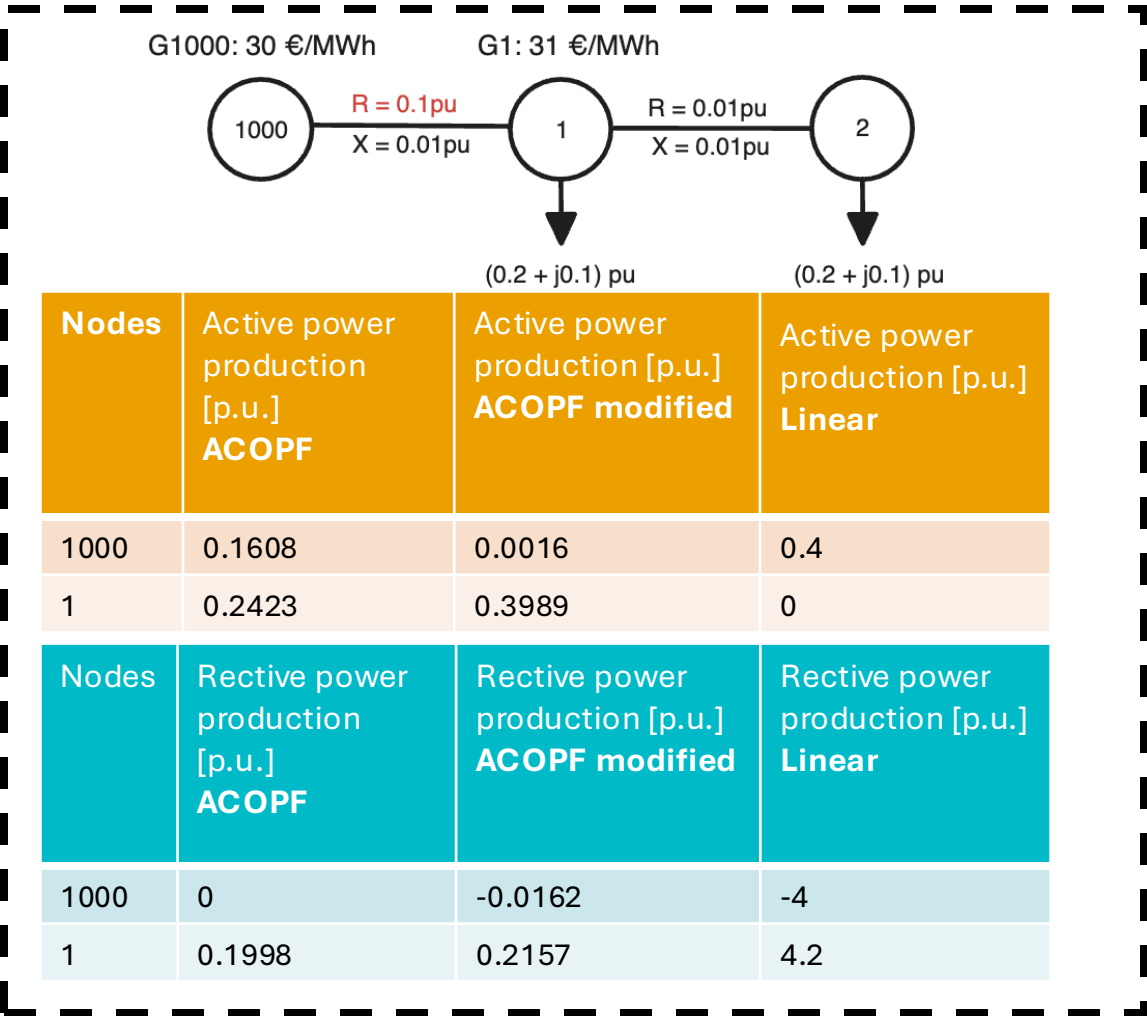 G1000: 30 €/MWh
G1: 31 €/MWh
R = 0.1pu
R = 0.01pu
1000
1
2
X = 0.01pu
X = 0.01pu
(0.2 + j0.1) pu
(0.2 + j0.1) pu
Nodes
Active power
production
[p.u.]
ACOPF
Active power
production [p.u.]
ACOPF modified
Active power
production [p.u.]
Linear
1000 0.1608 0.0016 0.4
1 0.2423 0.3989 0
Nodes
Rective power
production
[p.u.]
ACOPF
Rective power
production [p.u.]
ACOPF modified
Rective power
production [p.u.]
Linear
1000 0 -0.0162 -4
1 0.1998 0.2157 4.2